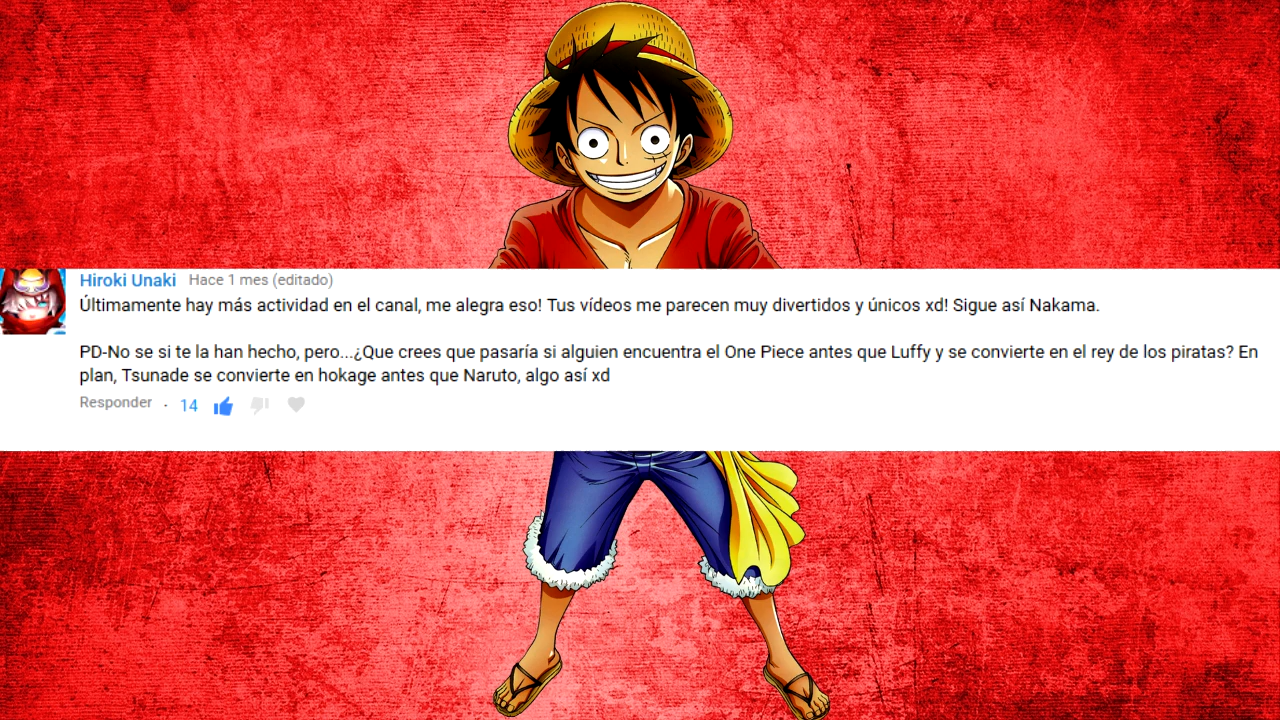 Hiroki Unaki Hace 1 mes (editado)
Últimamente hay más actividad en el canal, me alegra eso! Tus vídeos me parecen muy divertidos y únicos xd! Sigue así Nakama.
PD-No se si te la han hecho, pero...¿Que crees que pasaría si alguien encuentra el One Piece antes que Luffy y se convierte en el rey de los piratas? En
plan, Tsunade se convierte en hokage antes que Naruto, algo así xd
Responder · 14